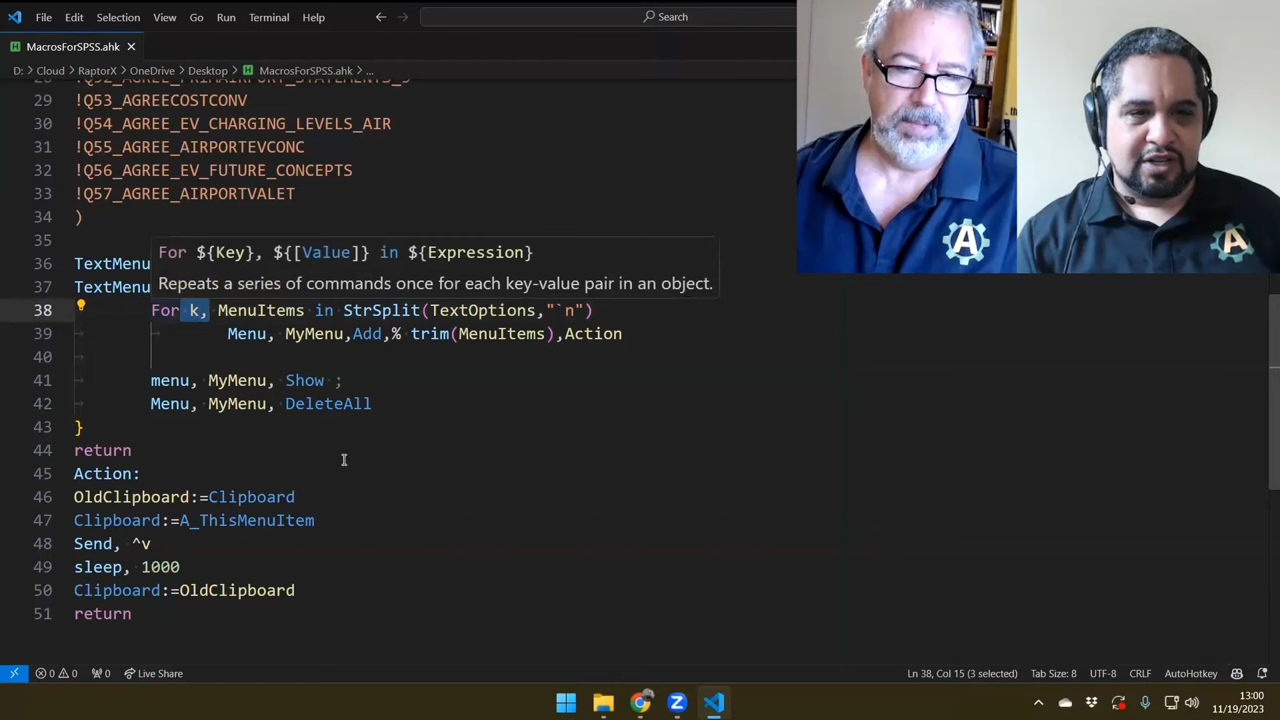 File Edit Selection View Go Run Terminal Help Search
MacrosForSPSS.ahk
D: > Cloud > RaptorX > OneDrive > Desktop > MacrosForSPSS.ahk > ...
29 !Q53_AGREECOSTCONV
30 !Q54_AGREE_EV_CHARGING_LEVELS_AIR
31 !Q55_AGREE_AIRPORTEVCONC
32 !Q56_AGREE_EV_FUTURE_CONCEPTS
33 !Q57_AGREE_AIRPORTVALET
34 )
35
For ${Key}, ${[Value]} in ${Expression}
Repeats a series of commands once for each key-value pair in an object.
36 TextMenu
37 TextMenu
38 For k, MenuItems in StrSplit(TextOptions,"`n")
39 Menu, MyMenu,Add,% trim(MenuItems),Action
40
41 menu, MyMenu, Show ;
42 Menu, MyMenu, DeleteAll
43 }
44 return
45 Action:
46 OldClipboard:=Clipboard
47 Clipboard:=A_ThisMenuItem
48 Send, ^v
49 sleep, 1000
50 Clipboard:=OldClipboard
51 return
0 0 0 Live Share Ln 38, Col 15 (3 selected) Tab Size: 8 UTF-8 CRLF AutoHotkey
13:00
11/19/2023
A
A